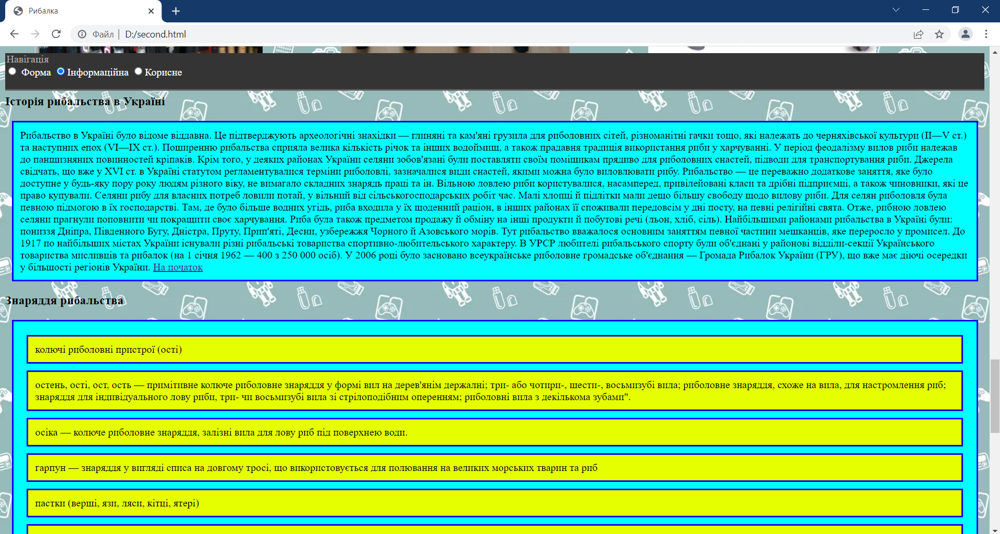 Рибалка
Файл | D:/second.html
Навігація
Форма Інформаційна Корисне
Історія рибальства в Україні
Рибальство в Україні було відоме віддавна. Це підтверджують археологічні знахідки — глиняні та кам'яні грузила для риболовних сітей, різноманітні гачки тощо, які належать до черняхівської культури (II—V ст.)
та наступних епох (VI—IX ст.). Поширенню рибальства сприяла велика кількість річок та інших водоймищ, а також прадавня традиція використання риби у харчуванні. У період феодалізму вилов риби належав
до панщизняних повинностей кріпаків. Крім того, у деяких районах України селяни зобов'язані були поставляти своїм поміщикам прядиво для риболовних снастей, підводи для транспортування риби. Джерела
свідчать, що вже у XVI ст. в Україні статутом регламентувалися терміни риболовлі, зазначалися види снастей, якими можна було виловлювати рибу. Рибальство — це переважно додаткове заняття, яке було
доступне у будь-яку пору року людям різного віку, не вимагало складних знарядь праці та ін. Вільною ловлею риби користувалися, насамперед, привілейовані класи та дрібні підприємці, а також чиновники, які це
право купували. Селяни рибу для власних потреб ловили потай, у вільний від сільськогосподарських робіт час. Малі хлопці й підлітки мали дещо більшу свободу щодо вилову риби. Для селян риболовля була
певною підмогою в їх господарстві. Там, де було більше водних угідь, риба входила у їх щоденний раціон, в інших районах її споживали передовсім у дні посту, на певні релігійні свята. Отже, рибною ловлею
селяни прагнули поповнити чи покращити своє харчування. Риба була також предметом продажу й обміну на інші продукти й побутові речі (льон, хліб, сіль). Найбільшими районами рибальства в Україні були:
пониззя Дніпра, Південного Бугу, Дністра, Пруту, Прип'яті, Десни, узбережжя Чорного й Азовського морів. Тут рибальство вважалося основним заняттям певної частини мешканців, яке переросло у промисел. До
1917 по найбільших містах України існували різні рибальські товариства спортивно-любительського характеру. В УРСР любителі рибальського спорту були об'єднані у районові відділи-секції Українського
товариства мисливців та рибалок (на 1 січня 1962 — 400 з 250 000 осіб). У 2006 році було засновано всеукраїнське риболовне громадське об'єднання — Громада Рибалок України (ГРУ), що вже має діючі осередки
у більшості регіонів України. На початок
Знаряддя рибальства
колючі риболовні пристрої (ості)
остень, ості, ост, ость — примітивне колюче риболовне знаряддя у формі вил на дерев'янім держалні; три- або чотири-, шести-, восьмизубі вила; риболовне знаряддя, схоже на вила, для настромлення риб;
знаряддя для індивідуального лову риби, три- чи восьмизубі вила зі стрілоподібним оперенням; риболовні вила з декількома зубами".
осіка — колюче риболовне знаряддя, залізні вила для лову риб під поверхнею води.
гарпун — знаряддя у вигляді списа на довгому тросі, що використовується для полювання на великих морських тварин та риб
пастки (верші, язи, ляси, кітці, ятері)